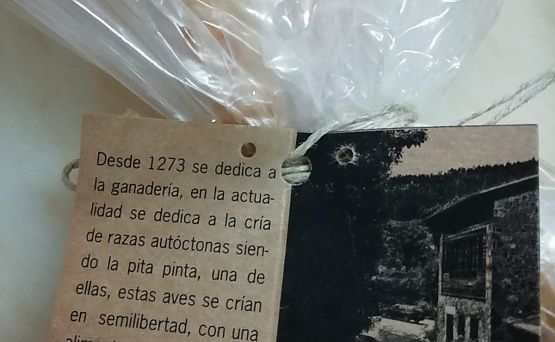 Desde 1273 se dedica a
la ganadería, en la actua-
lidad se dedica a la cría
de razas autóctonas sien-
do la pita pinta, una de
ellas, estas aves se crían
en semilibertad, con una